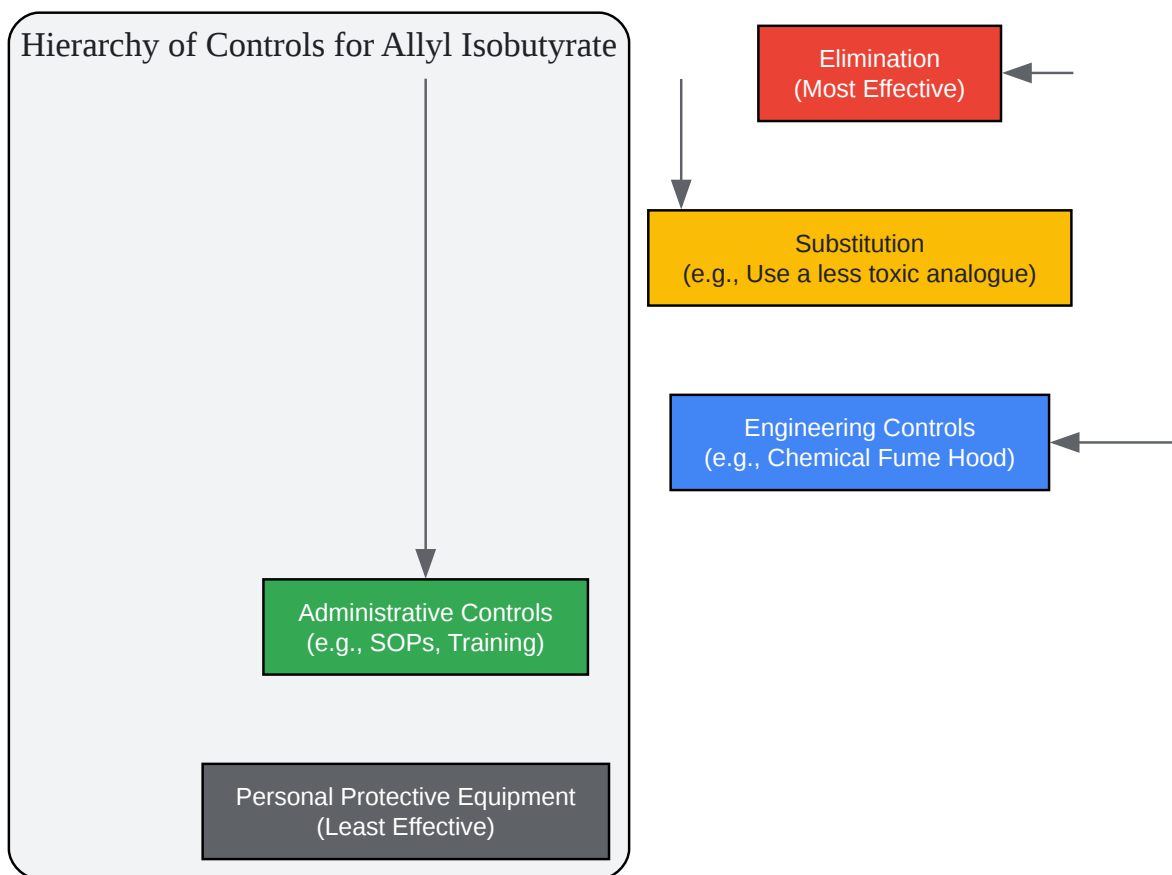 Hierarchy of Controls for Allyl Isobutyrate
Elimination
(Most Effective)
Substitution
(e.g., Use a less toxic analogue)
Engineering Controls
(e.g., Chemical Fume Hood)
Administrative Controls
(e.g., SOPs, Training)
Personal Protective Equipment
(Least Effective)